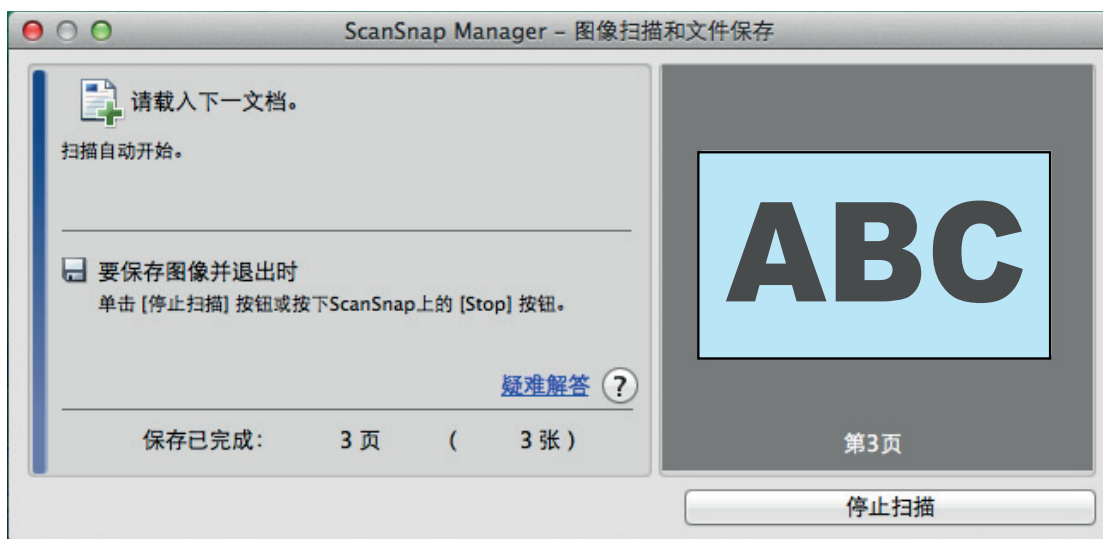 ScanSnap Manager – 图像扫描和文件保存
请载入下一文档。
扫描自动开始。
要保存图像并退出时
单击 [停止扫描] 按钮或按下ScanSnap上的 [Stop] 按钮。
疑难解答 ?
保存已完成: 3 页 ( 3 张 )
ABC
第3页
停止扫描